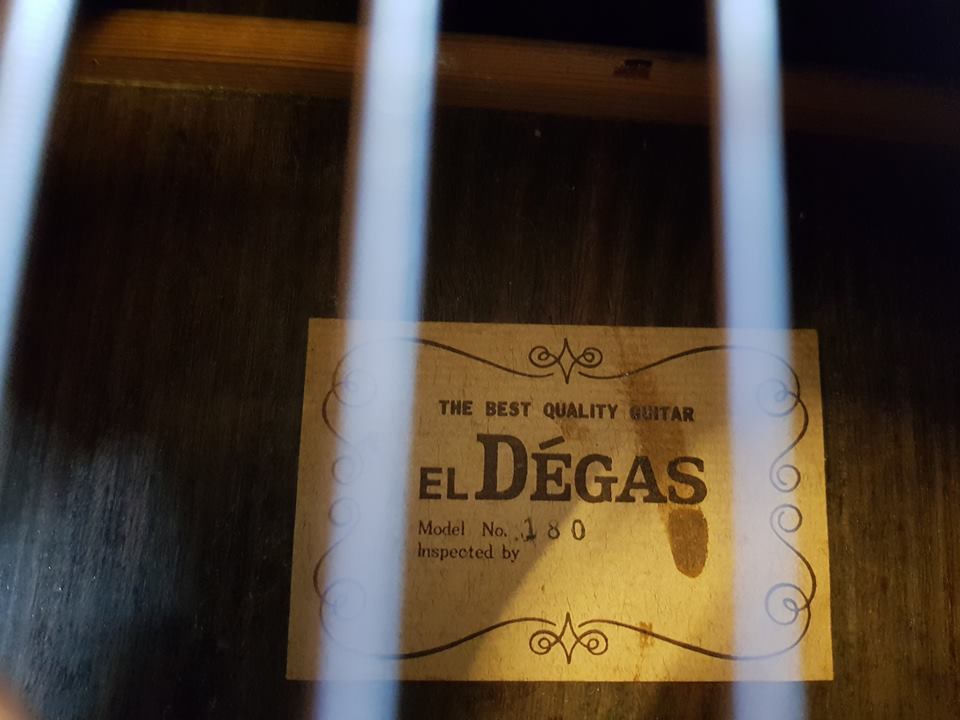 THE BEST QUALITY GUITAR
EL DÉGAS
Model No. 180
Inspected by